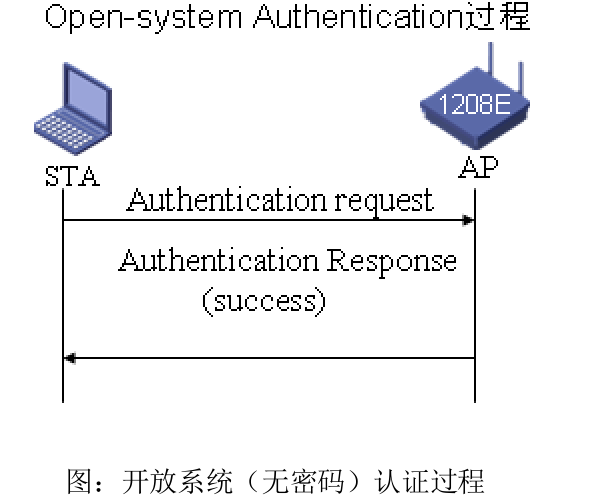 Open-system Authentication过程
1208E
STA
AP
Authentication request
Authentication Response
(success)
图：开放系统（无密码）认证过程